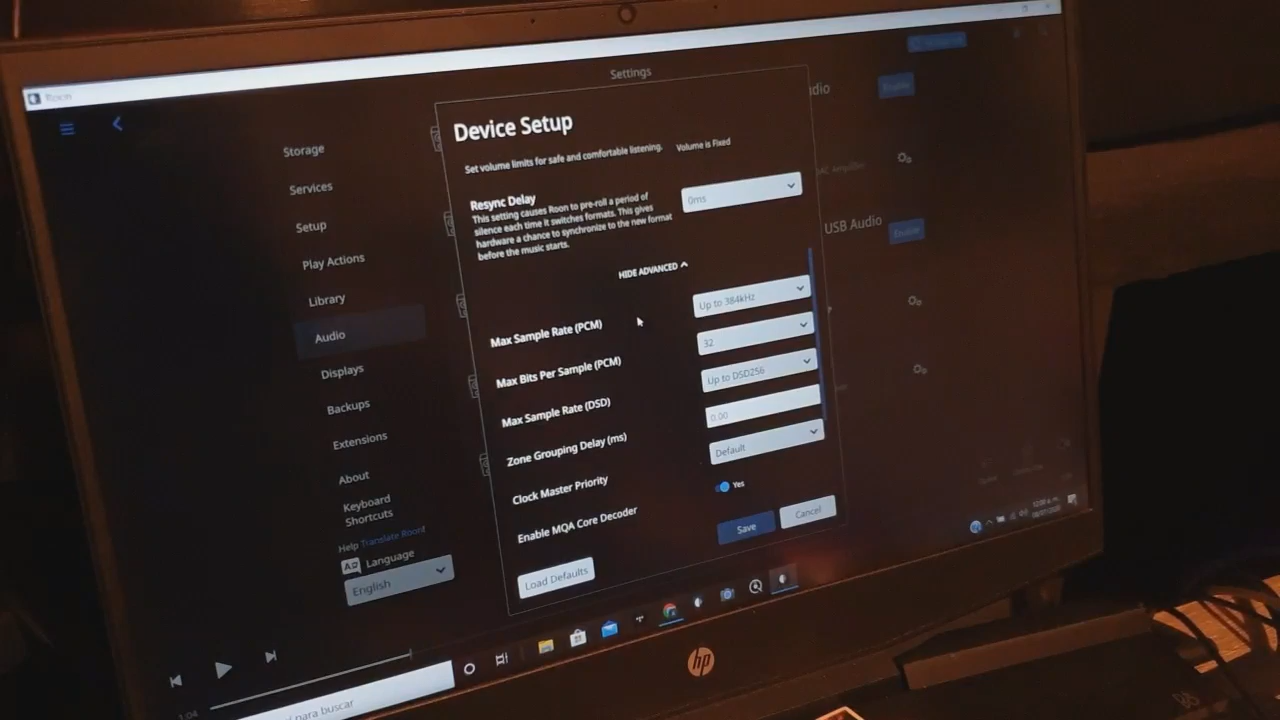 Roon
Settings
Storage
Services
Setup
Play Actions
Library
Audio
Displays
Backups
Extensions
About
Keyboard
Shortcuts
Help Translate Roon!
Language
English
Device Setup
Set volume limits for safe and comfortable listening.
Volume is Fixed
Resync Delay
This setting causes Roon to pre-roll a period of
silence each time it switches formats. This gives
hardware a chance to synchronize to the new format
before the music starts.
0ms
HIDE ADVANCED
Max Sample Rate (PCM)
Up to 384kHz
Max Bits Per Sample (PCM)
32
Max Sample Rate (DSD)
Up to DSD256
Zone Grouping Delay (ms)
0.00
Clock Master Priority
Default
Enable MQA Core Decoder
Yes
Load Defaults
Save
Cancel
dio
Enable
USB Audio
Enable
1:04
para buscar
hp